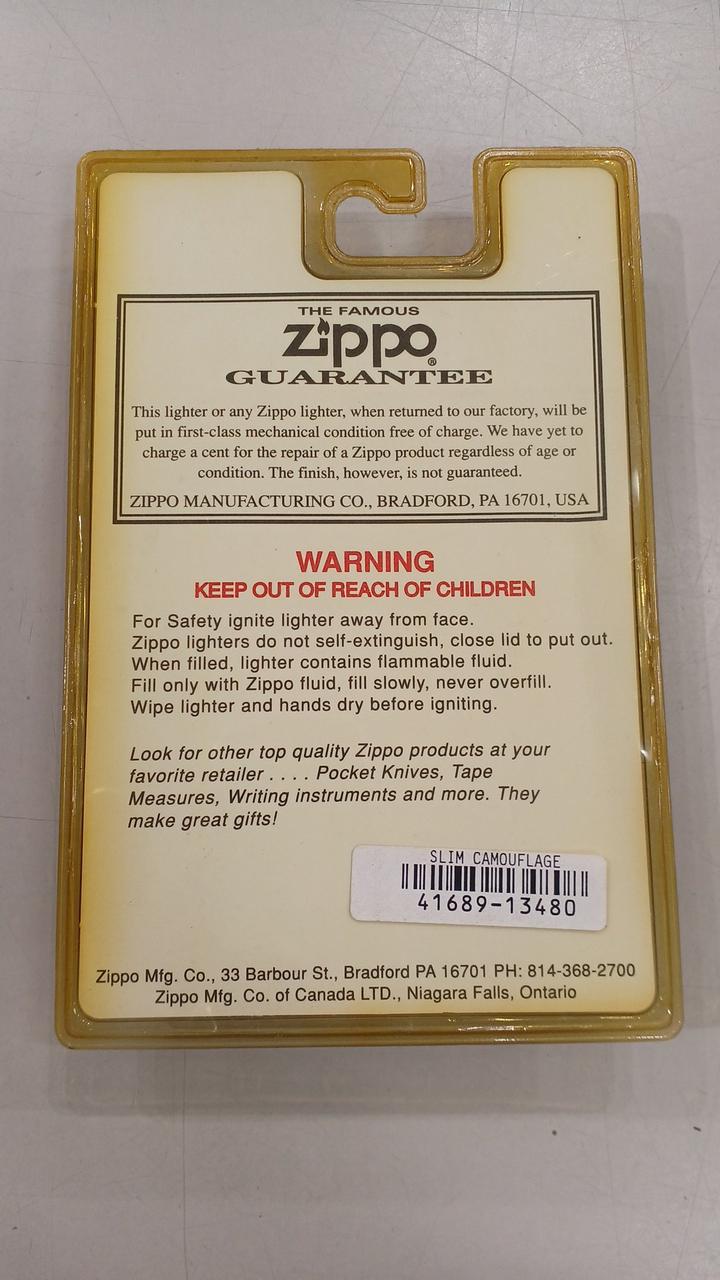 THE FAMOUS
zippo®
GUARANTEE
This lighter or any Zippo lighter, when returned to our factory, will be
put in first-class mechanical condition free of charge. We have yet to
charge a cent for the repair of a Zippo product regardless of age or
condition. The finish, however, is not guaranteed.
ZIPPO MANUFACTURING CO., BRADFORD, PA 16701, USA
WARNING
KEEP OUT OF REACH OF CHILDREN
For Safety ignite lighter away from face.
Zippo lighters do not self-extinguish, close lid to put out.
When filled, lighter contains flammable fluid.
Fill only with Zippo fluid, fill slowly, never overfill.
Wipe lighter and hands dry before igniting.
Look for other top quality Zippo products at your
favorite retailer . . . . Pocket Knives, Tape
Measures, Writing instruments and more. They
make great gifts!
SLIM CAMOUFLAGE
41689-13480
Zippo Mfg. Co., 33 Barbour St., Bradford PA 16701 PH: 814-368-2700
Zippo Mfg. Co. of Canada LTD., Niagara Falls, Ontario